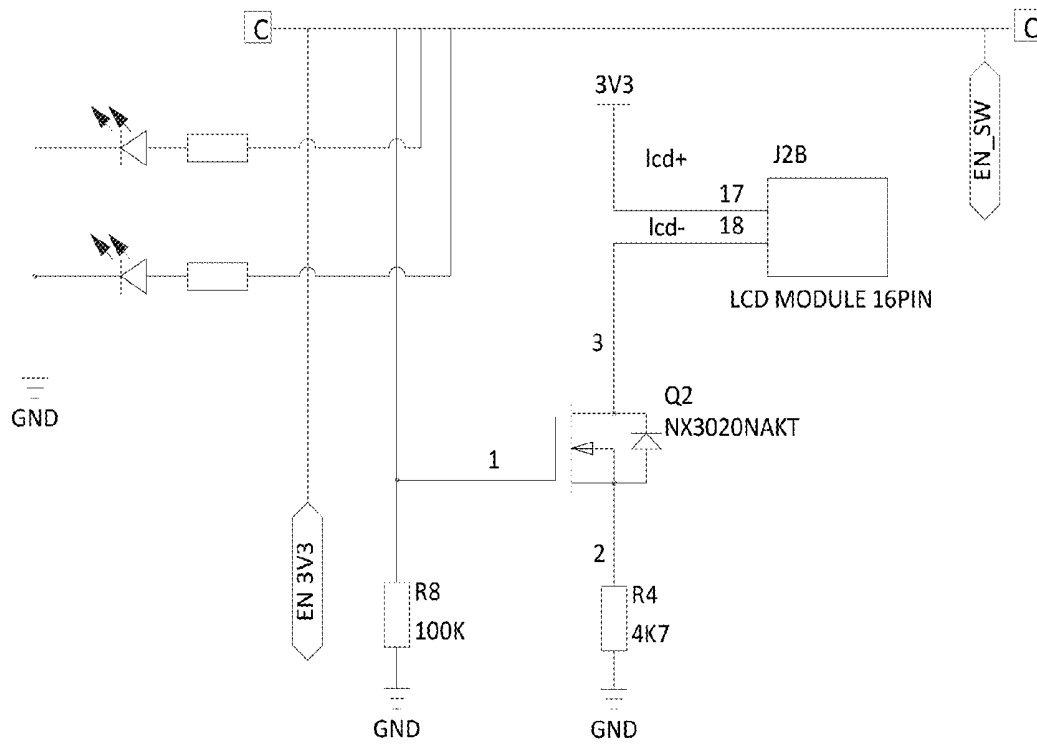 C
C
3V3
EN_SW
J2B
lcd+
17
lcd-
18
LCD MODULE 16PIN
3
GND
Q2
NX3020NAKT
1
EN 3V3
2
R8
100K
R4
4K7
GND
GND